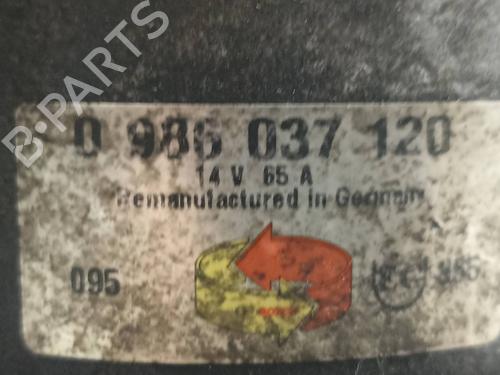 B-PARTS
0 986 037 120
14 V 65 A
Remanufactured in Germany
095